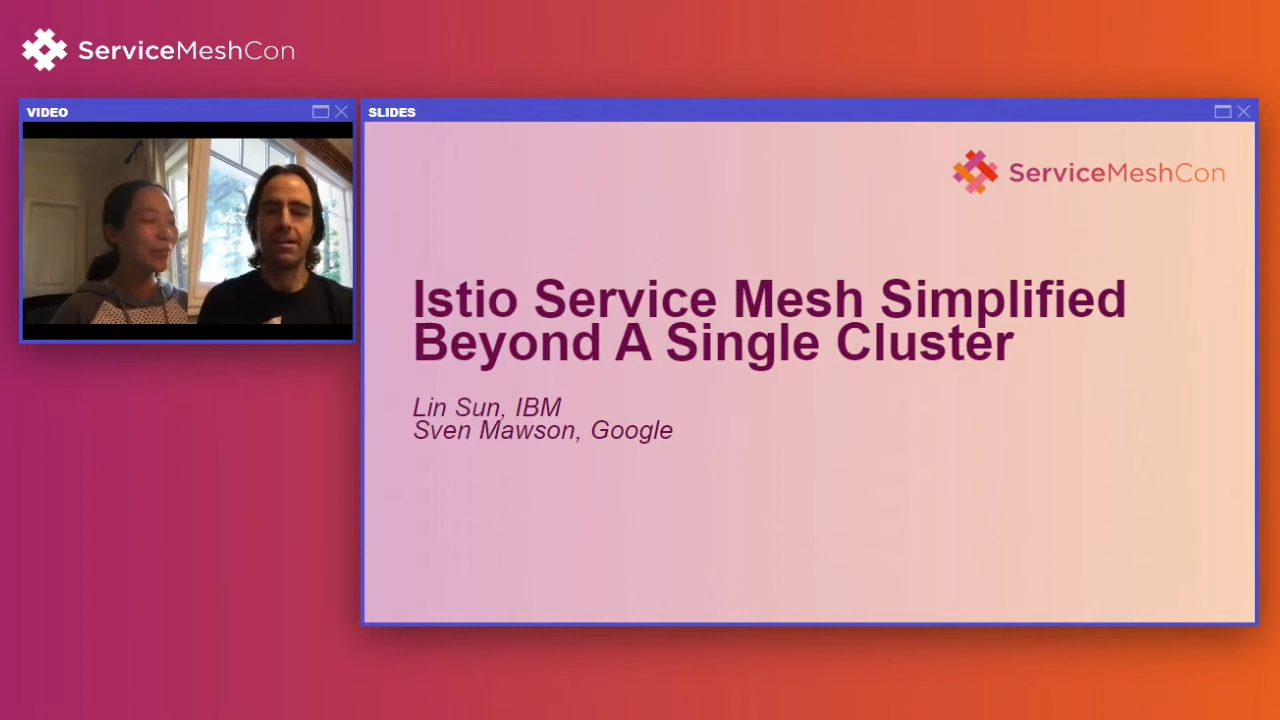 ServiceMeshCon
VIDEO
SLIDES
ServiceMeshCon
Istio Service Mesh Simplified
Beyond A Single Cluster
Lin Sun, IBM
Sven Mawson, Google